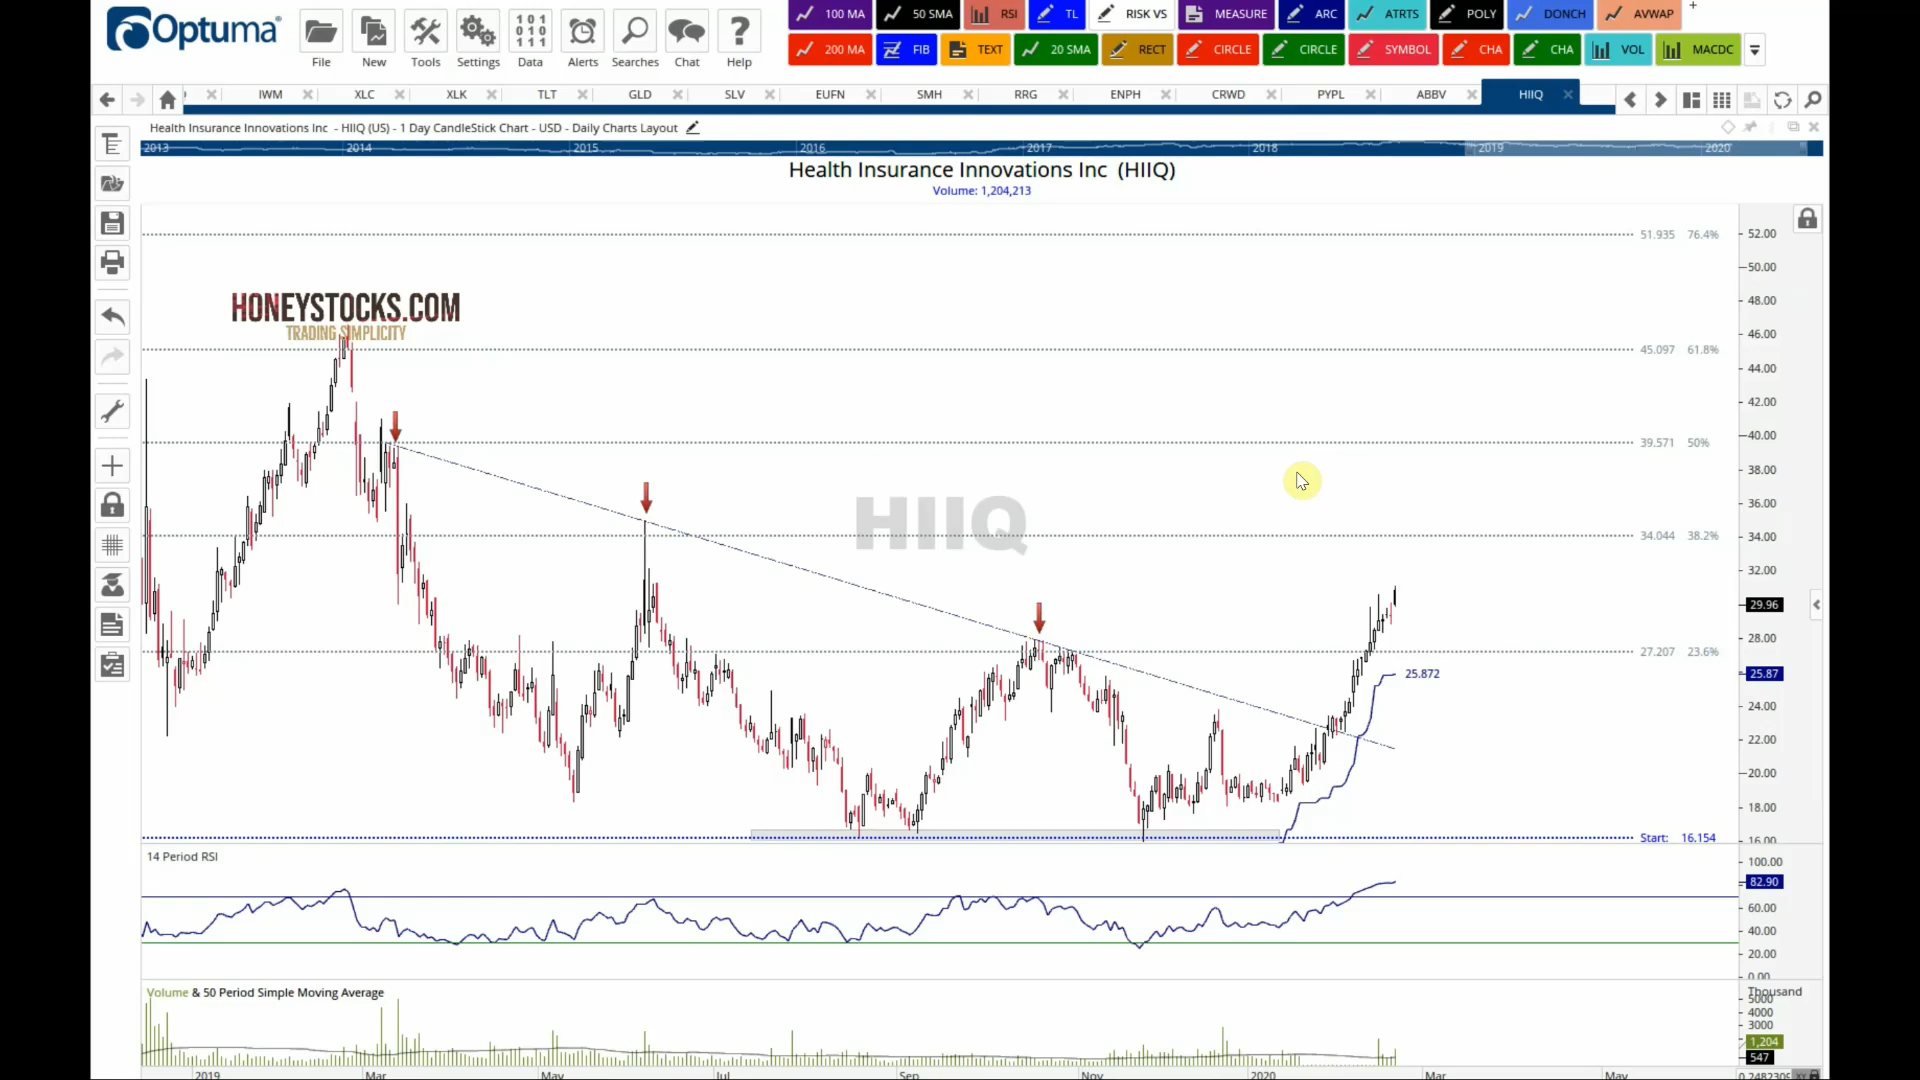 Optuma
File
New
Tools
Settings
Data
Alerts
Searches
Chat
Help
100 MA
50 SMA
RSI
TL
RISK VS
MEASURE
ARC
ATRTS
POLY
DONCH
AVWAP
+
200 MA
FIB
TEXT
20 SMA
RECT
CIRCLE
CIRCLE
SYMBOL
CHA
CHA
VOL
MACDC
IWM
XLC
XLK
TLT
GLD
SLV
EUFN
SMH
RRG
ENPH
CRWD
PYPL
ABBV
HIIQ
Health Insurance Innovations Inc - HIIQ (US) - 1 Day CandleStick Chart - USD - Daily Charts Layout
2013
2014
2015
2016
2017
2018
2019
2020
Health Insurance Innovations Inc (HIIQ)
Volume: 1,204,213
51.935 76.4%
52.00
50.00
48.00
HONEYSTOCKS.COM
TRADING SIMPLICITY
46.00
45.097 61.8%
44.00
42.00
40.00
39.571 50%
38.00
36.00
HIIQ
34.044 38.2%
34.00
32.00
29.96
28.00
27.207 23.6%
25.872
25.87
24.00
22.00
20.00
18.00
Start: 16.154
16.00
14 Period RSI
100.00
82.90
60.00
40.00
20.00
0.00
Volume & 50 Period Simple Moving Average
Thousand
5000
4000
3000
1,204
547
2019
Mar
May
Jul
Sep
Nov
2020
Mar
May